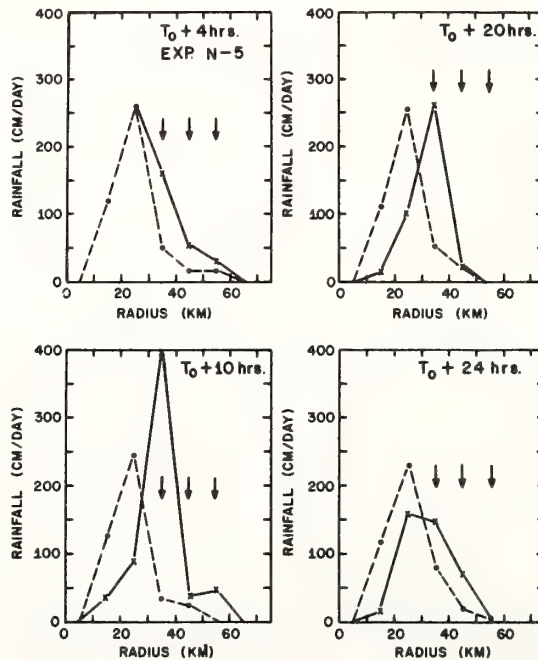 T₀ + 4 hrs.
EXP. N-5
RAINFALL (CM/DAY)
400
300
200
100
0
0 20 40 60
RADIUS (KM)
T₀ + 20 hrs.
RAINFALL (CM/DAY)
400
300
200
100
0
0 20 40 60
RADIUS (KM)
T₀ + 10 hrs.
RAINFALL (CM/DAY)
400
300
200
100
0
0 20 40 60
RADIUS (KM)
T₀ + 24 hrs.
RAINFALL (CM/DAY)
400
300
200
100
0
0 20 40 60
RADIUS (KM)